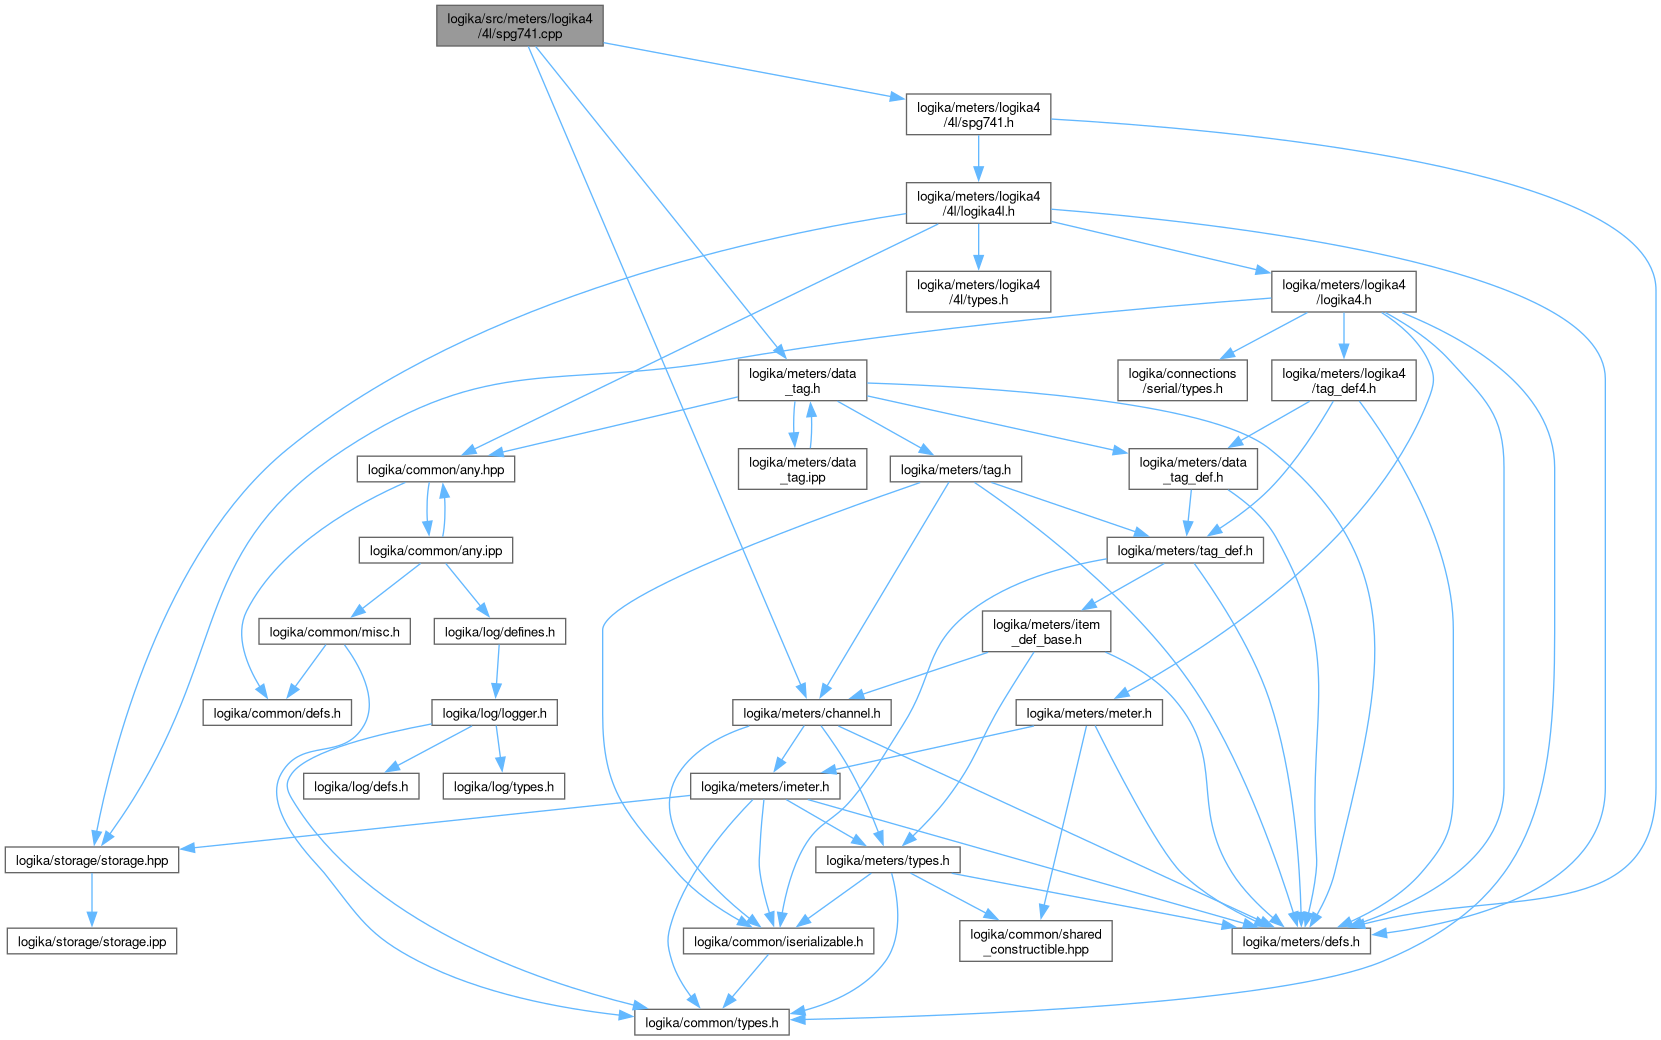 logika/src/meters/logika4
/4l/spg741.cpp
logika/meters/logika4
/4l/spg741.h
logika/meters/logika4
/4l/logika4l.h
logika/meters/logika4
/4l/types.h
logika/meters/logika4
/logika4.h
logika/meters/data
_tag.h
logika/connections
/serial/types.h
logika/meters/logika4
/tag_def4.h
logika/common/any.hpp
logika/meters/data
_tag.ipp
logika/meters/tag.h
logika/meters/data
_tag_def.h
logika/common/any.ipp
logika/meters/tag_def.h
logika/common/misc.h
logika/log/defines.h
logika/meters/item
_def_base.h
logika/common/defs.h
logika/log/logger.h
logika/meters/channel.h
logika/meters/meter.h
logika/log/defs.h
logika/log/types.h
logika/meters/imeter.h
logika/storage/storage.hpp
logika/meters/types.h
logika/storage/storage.ipp
logika/common/iserializable.h
logika/common/shared
_constructible.hpp
logika/meters/defs.h
logika/common/types.h